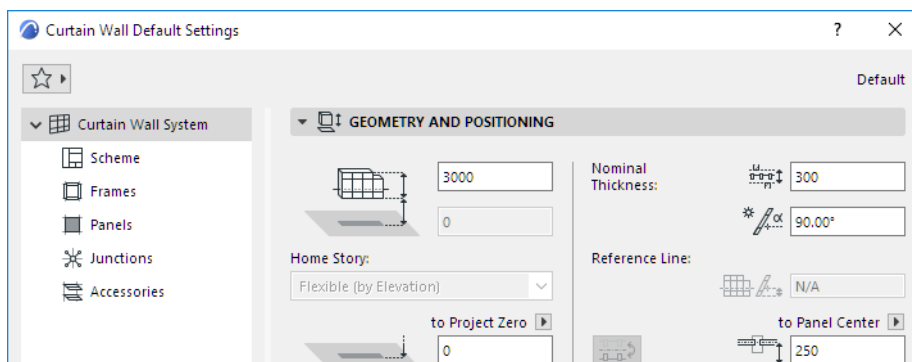 Curtain Wall Default Settings
?
Default
Curtain Wall System
Scheme
Frames
Panels
Junctions
Accessories
GEOMETRY AND POSITIONING
3000
0
Home Story:
Flexible (by Elevation)
to Project Zero
0
Nominal
Thickness:
300
α
90.00°
Reference Line:
N/A
to Panel Center
250